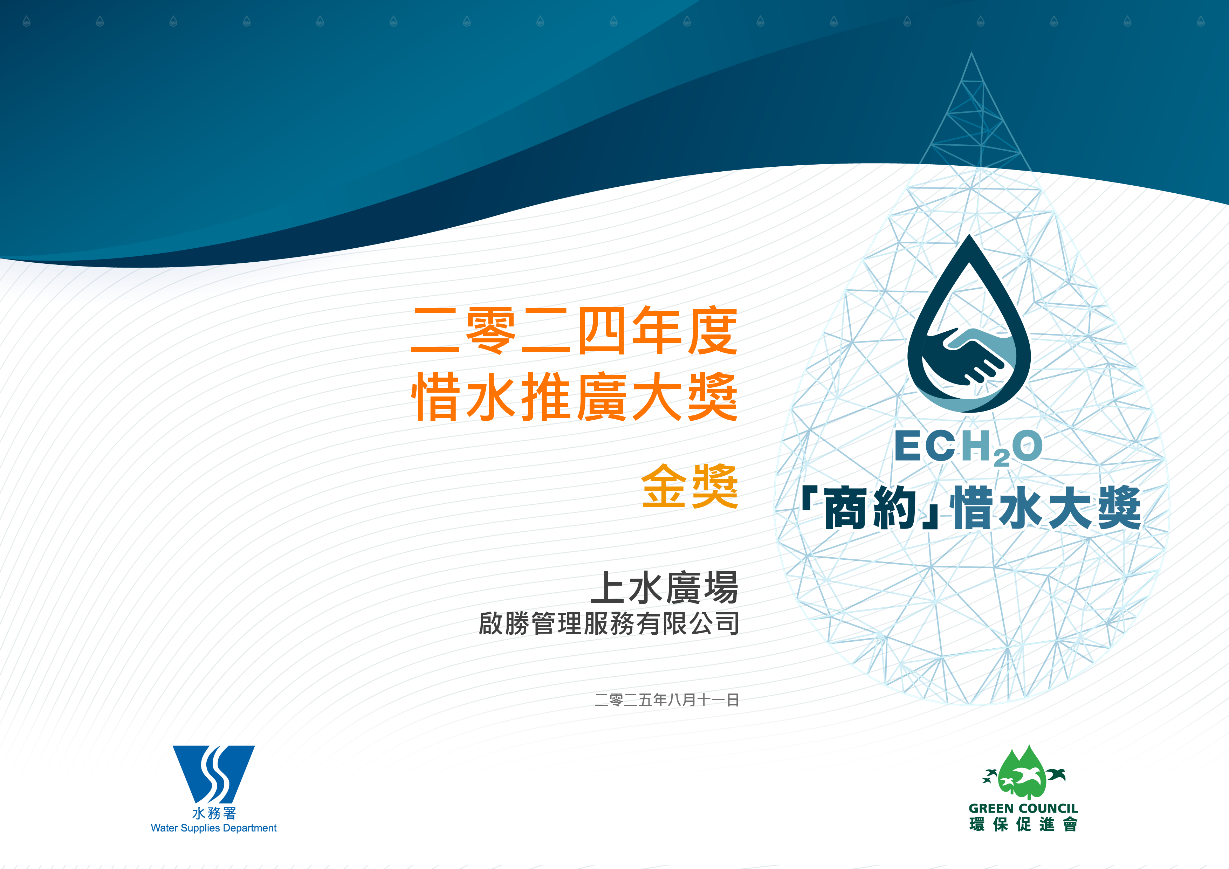 二零二四年度
惜水推廣大獎
金獎
上水廣場
啟勝管理服務有限公司
二零二五年八月十一日
ECH₂O
「商約」惜水大獎
水務署
Water Supplies Department
GREEN COUNCIL
環保促進會